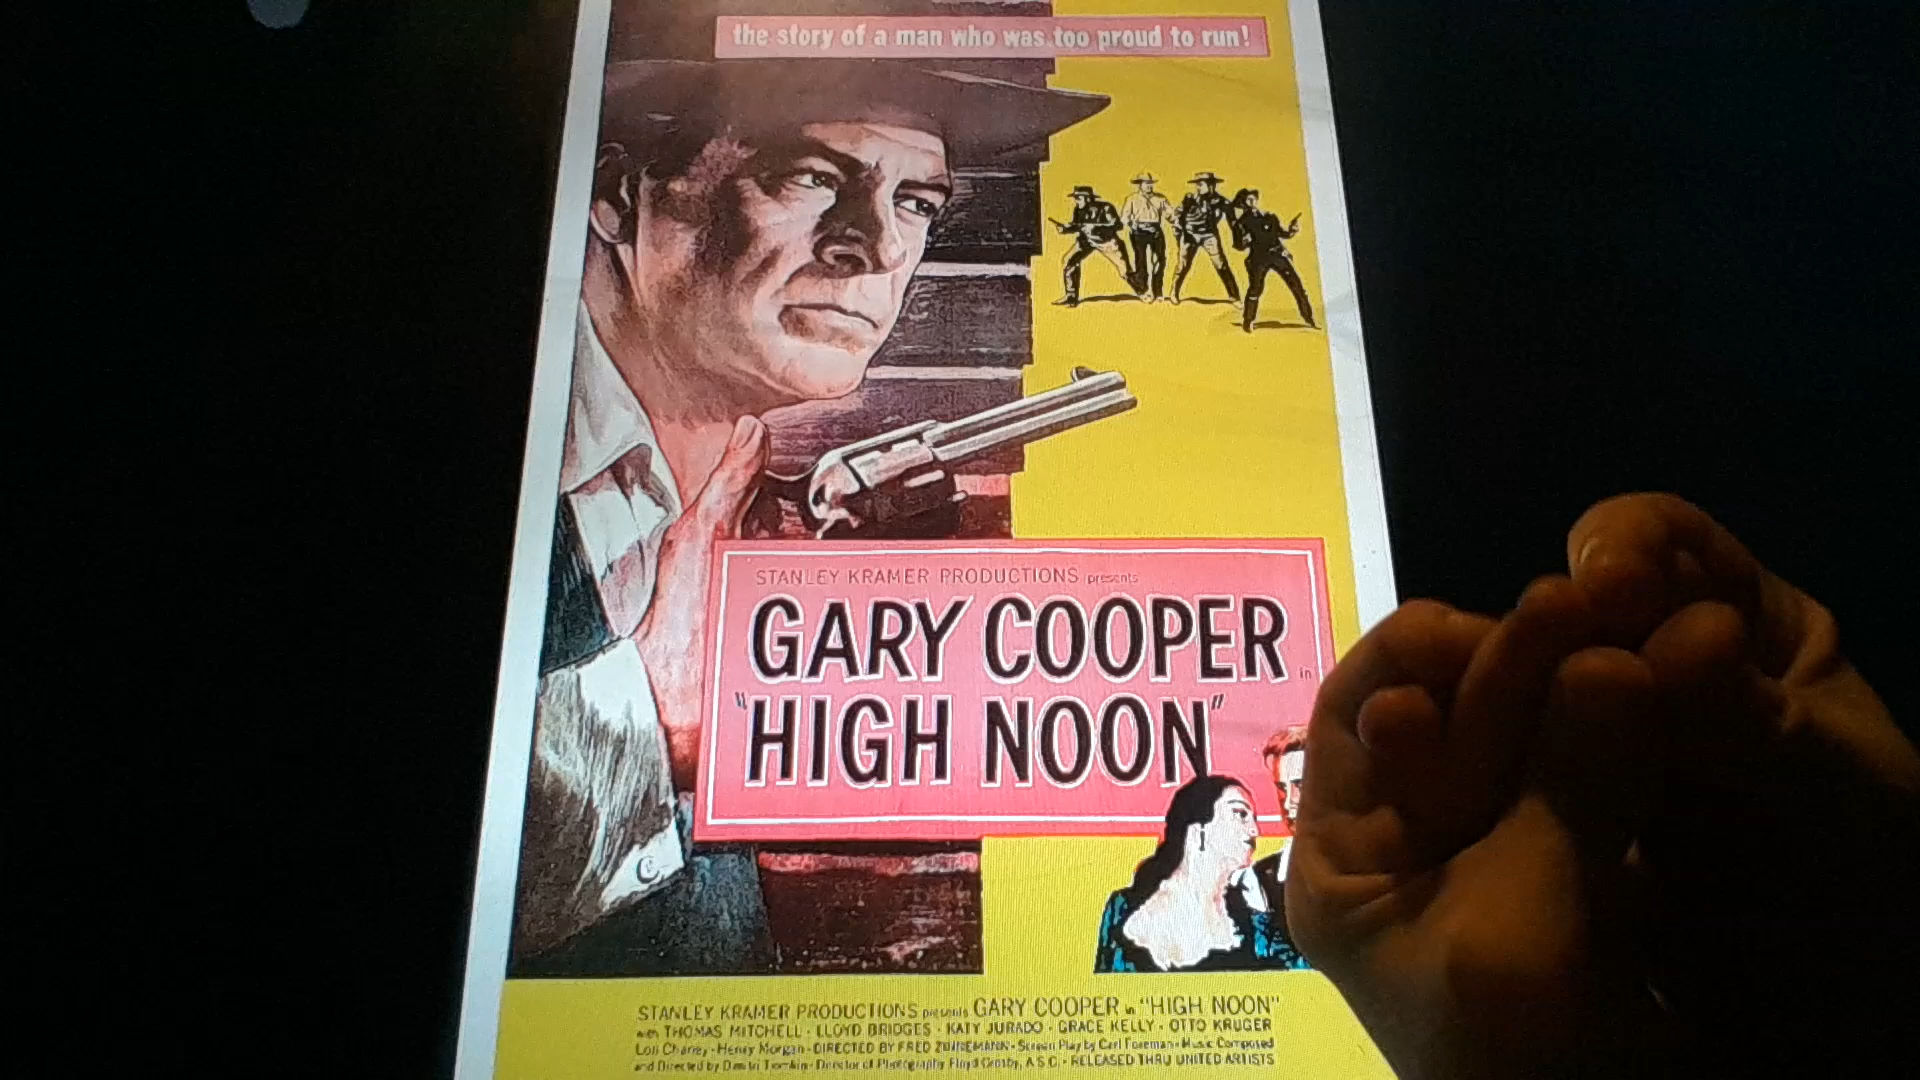 the story of a man who was too proud to run!
STANLEY KRAMER PRODUCTIONS presents
GARY COOPER
in
"HIGH NOON"
STANLEY KRAMER PRODUCTIONS presents GARY COOPER in "HIGH NOON"
with THOMAS MITCHELL · LLOYD BRIDGES · KATY JURADO · GRACE KELLY · OTTO KRUGER
Lon Chaney · Henry Morgan · DIRECTED BY FRED ZINNEMANN · Screen Play by Carl Foreman · Music Composed
and Directed by Dimitri Tiomkin · Director of Photography Floyd Crosby, A.S.C. · RELEASED THRU UNITED ARTISTS